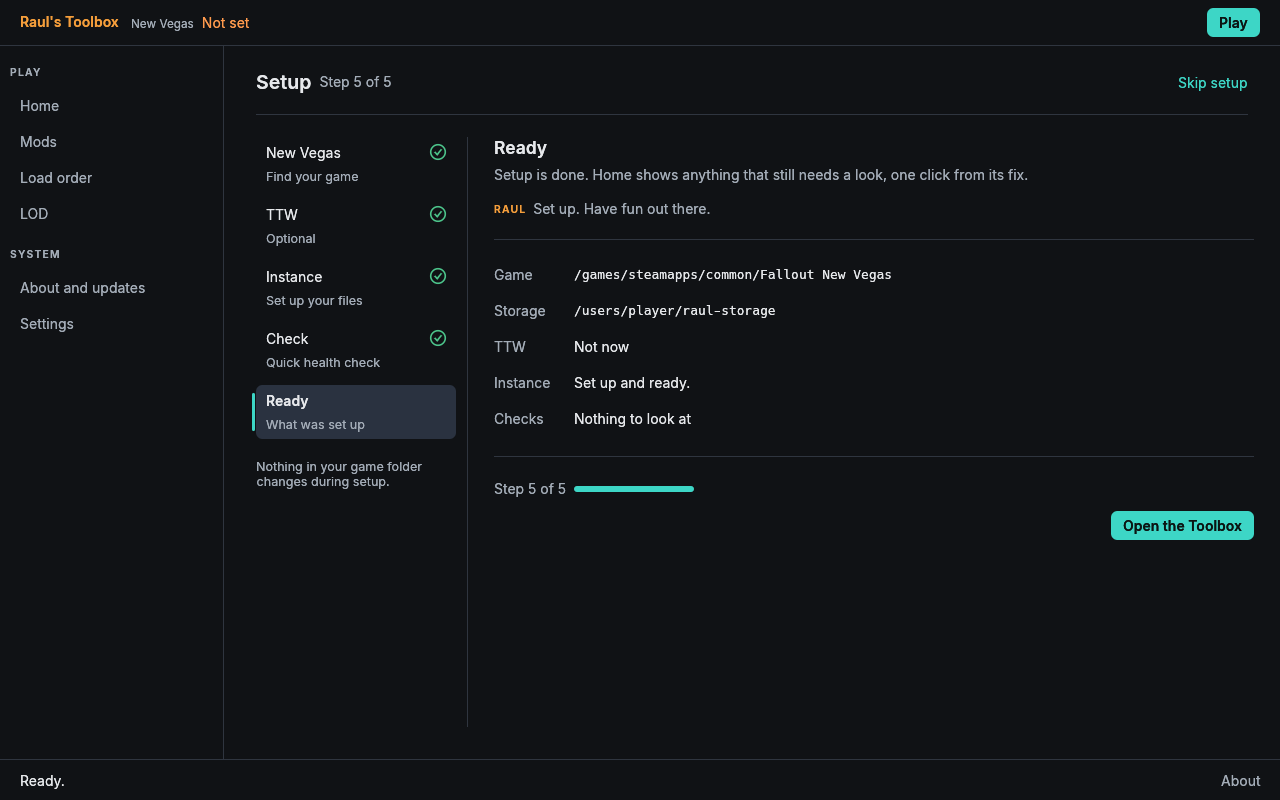 Raul's Toolbox New Vegas Not set
Play
PLAY
Home
Mods
Load order
LOD
SYSTEM
About and updates
Settings
Setup Step 5 of 5
Skip setup
New Vegas
Find your game
TTW
Optional
Instance
Set up your files
Check
Quick health check
Ready
What was set up
Nothing in your game folder
changes during setup.
Ready
Setup is done. Home shows anything that still needs a look, one click from its fix.
RAUL Set up. Have fun out there.
Game /games/steamapps/common/Fallout New Vegas
Storage /users/player/raul-storage
TTW Not now
Instance Set up and ready.
Checks Nothing to look at
Step 5 of 5
Open the Toolbox
Ready.
About